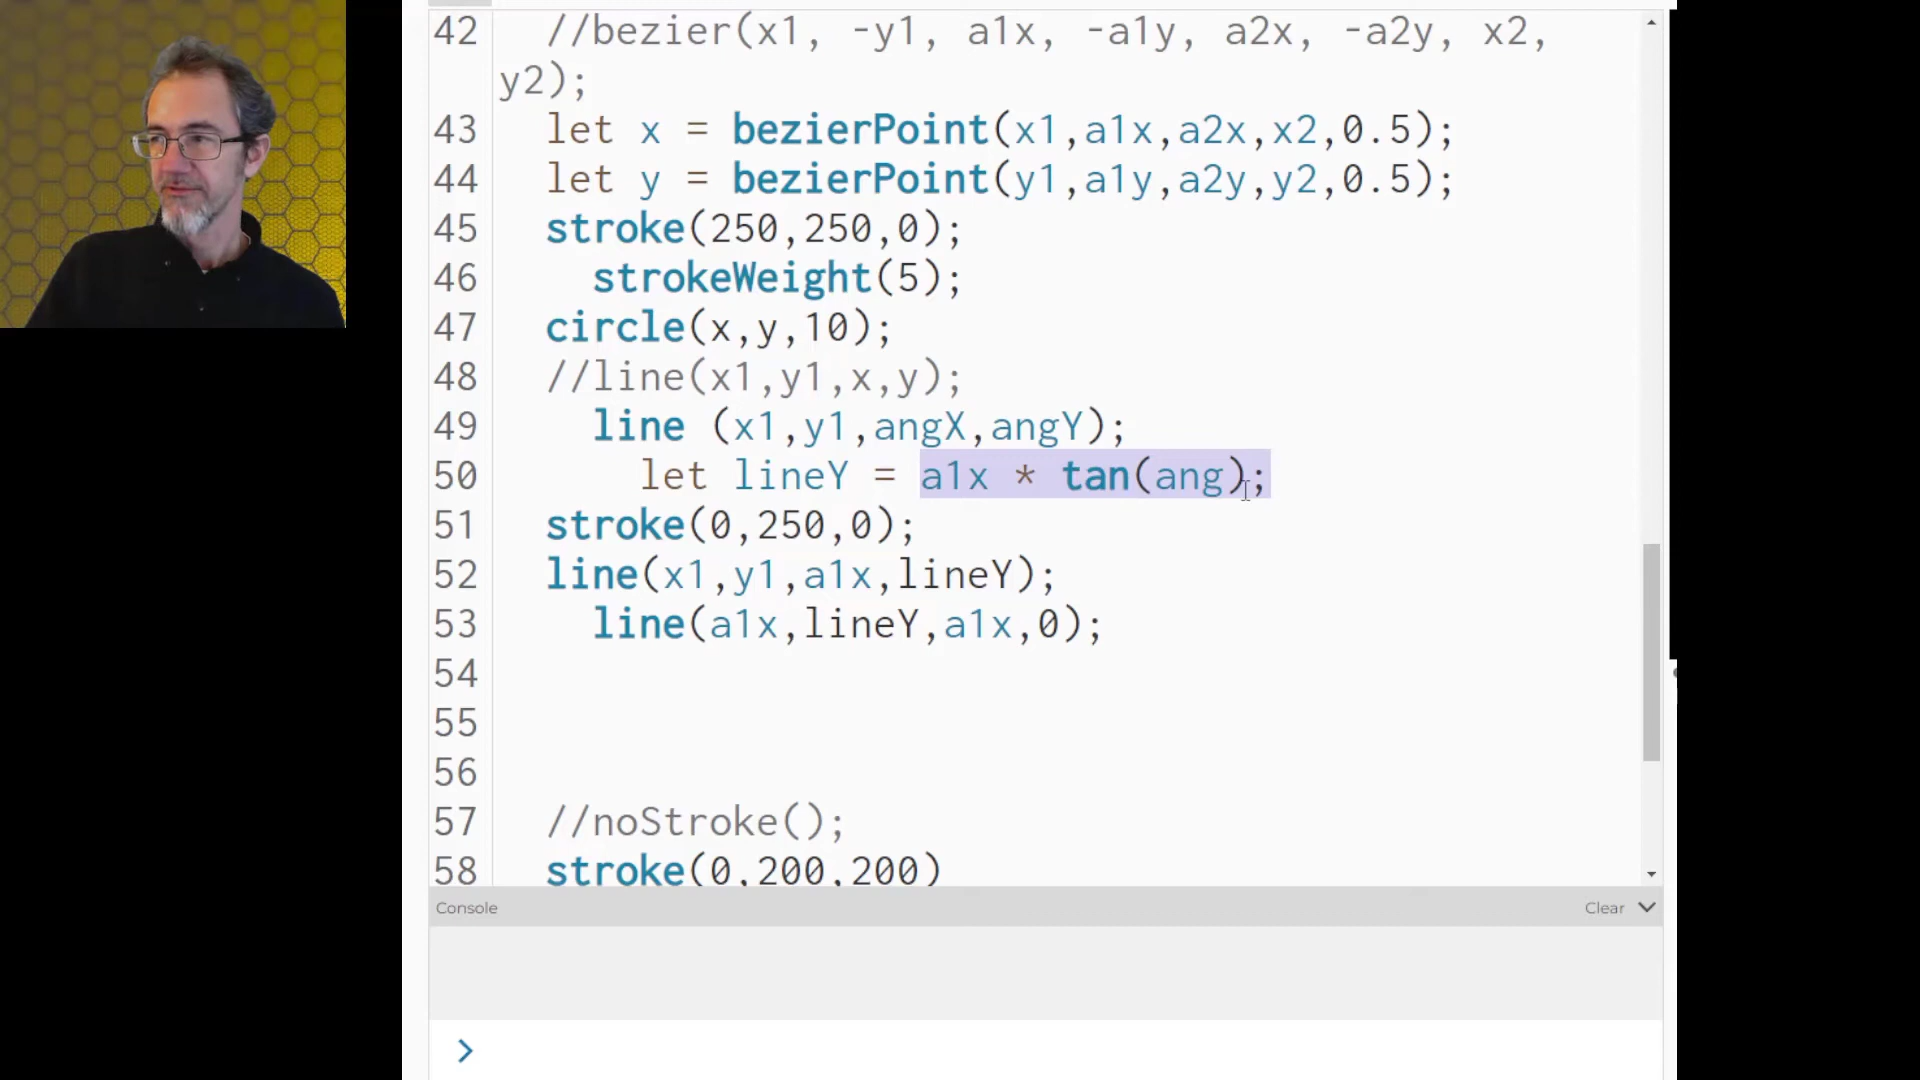 42 //bezier(x1, -y1, a1x, -a1y, a2x, -a2y, x2,
y2);
43 let x = bezierPoint(x1,a1x,a2x,x2,0.5);
44 let y = bezierPoint(y1,a1y,a2y,y2,0.5);
45 stroke(250,250,0);
46 strokeWeight(5);
47 circle(x,y,10);
48 //line(x1,y1,x,y);
49 line (x1,y1,angX,angY);
50 let lineY = a1x * tan(ang);
51 stroke(0,250,0);
52 line(x1,y1,a1x,lineY);
53 line(a1x,lineY,a1x,0);
54
55
56
57 //noStroke();
58 stroke(0,200,200)
Console Clear
>